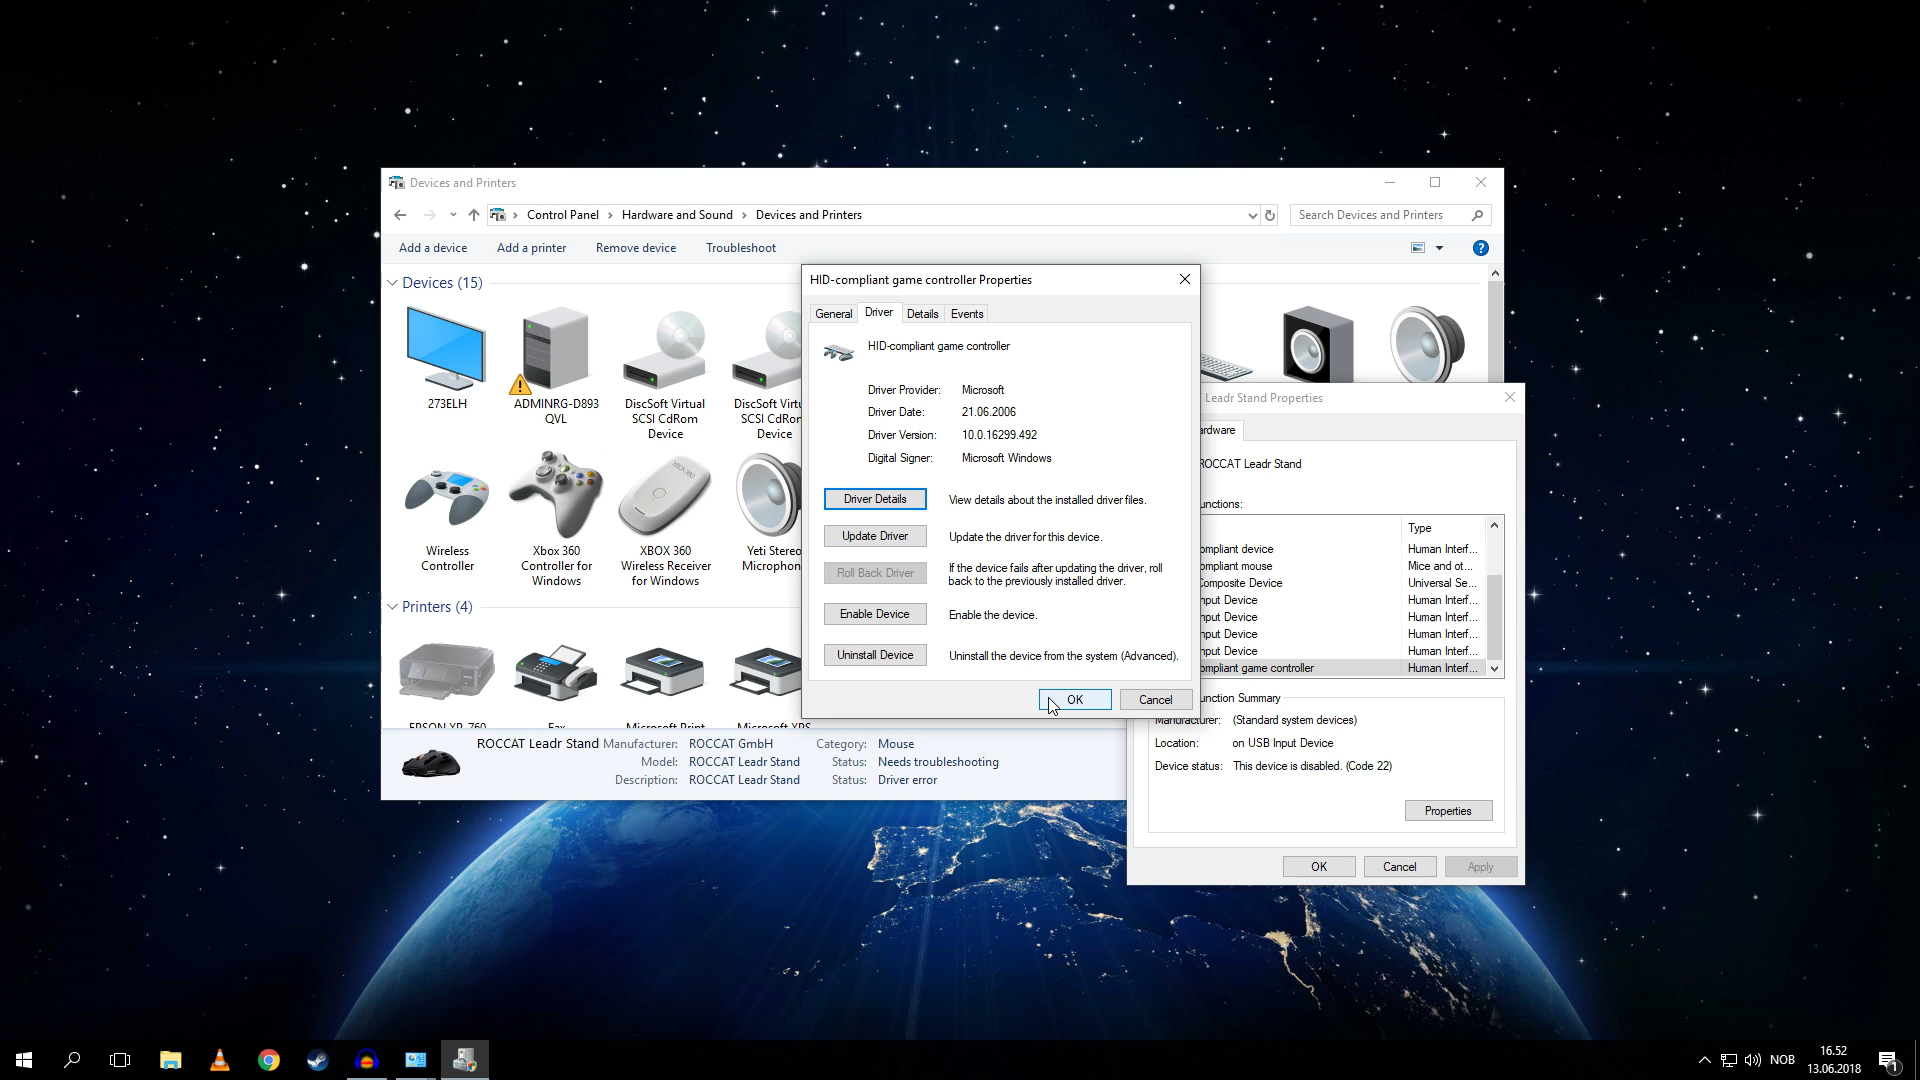 Devices and Printers
Control Panel > Hardware and Sound > Devices and Printers
Search Devices and Printers
Add a device
Add a printer
Remove device
Troubleshoot
Devices (15)
273ELH
ADMINRG-D893
QVL
DiscSoft Virtual
SCSI CdRom
Device
DiscSoft Virtu
SCSI CdRor
Device
Wireless
Controller
Xbox 360
Controller for
Windows
XBOX 360
Wireless Receiver
for Windows
Yeti Stereo
Microphon
Printers (4)
EPSON XP-760
Fax
Microsoft Print
Microsoft XPS
ROCCAT Leadr Stand
Manufacturer: ROCCAT GmbH
Model: ROCCAT Leadr Stand
Description: ROCCAT Leadr Stand
Category: Mouse
Status: Needs troubleshooting
Status: Driver error
HID-compliant game controller Properties
General
Driver
Details
Events
HID-compliant game controller
Driver Provider: Microsoft
Driver Date: 21.06.2006
Driver Version: 10.0.16299.492
Digital Signer: Microsoft Windows
Driver Details
View details about the installed driver files.
Update Driver
Update the driver for this device.
Roll Back Driver
If the device fails after updating the driver, roll
back to the previously installed driver.
Enable Device
Enable the device.
Uninstall Device
Uninstall the device from the system (Advanced).
OK
Cancel
Leadr Stand Properties
ardware
ROCCAT Leadr Stand
unctions:
Type
ompliant device Human Interf...
ompliant mouse Mice and ot...
Composite Device Universal Se...
nput Device Human Interf...
nput Device Human Interf...
nput Device Human Interf...
nput Device Human Interf...
ompliant game controller Human Interf...
unction Summary
Manufacturer: (Standard system devices)
Location: on USB Input Device
Device status: This device is disabled. (Code 22)
Properties
OK
Cancel
Apply
NOB
16.52
13.06.2018
1